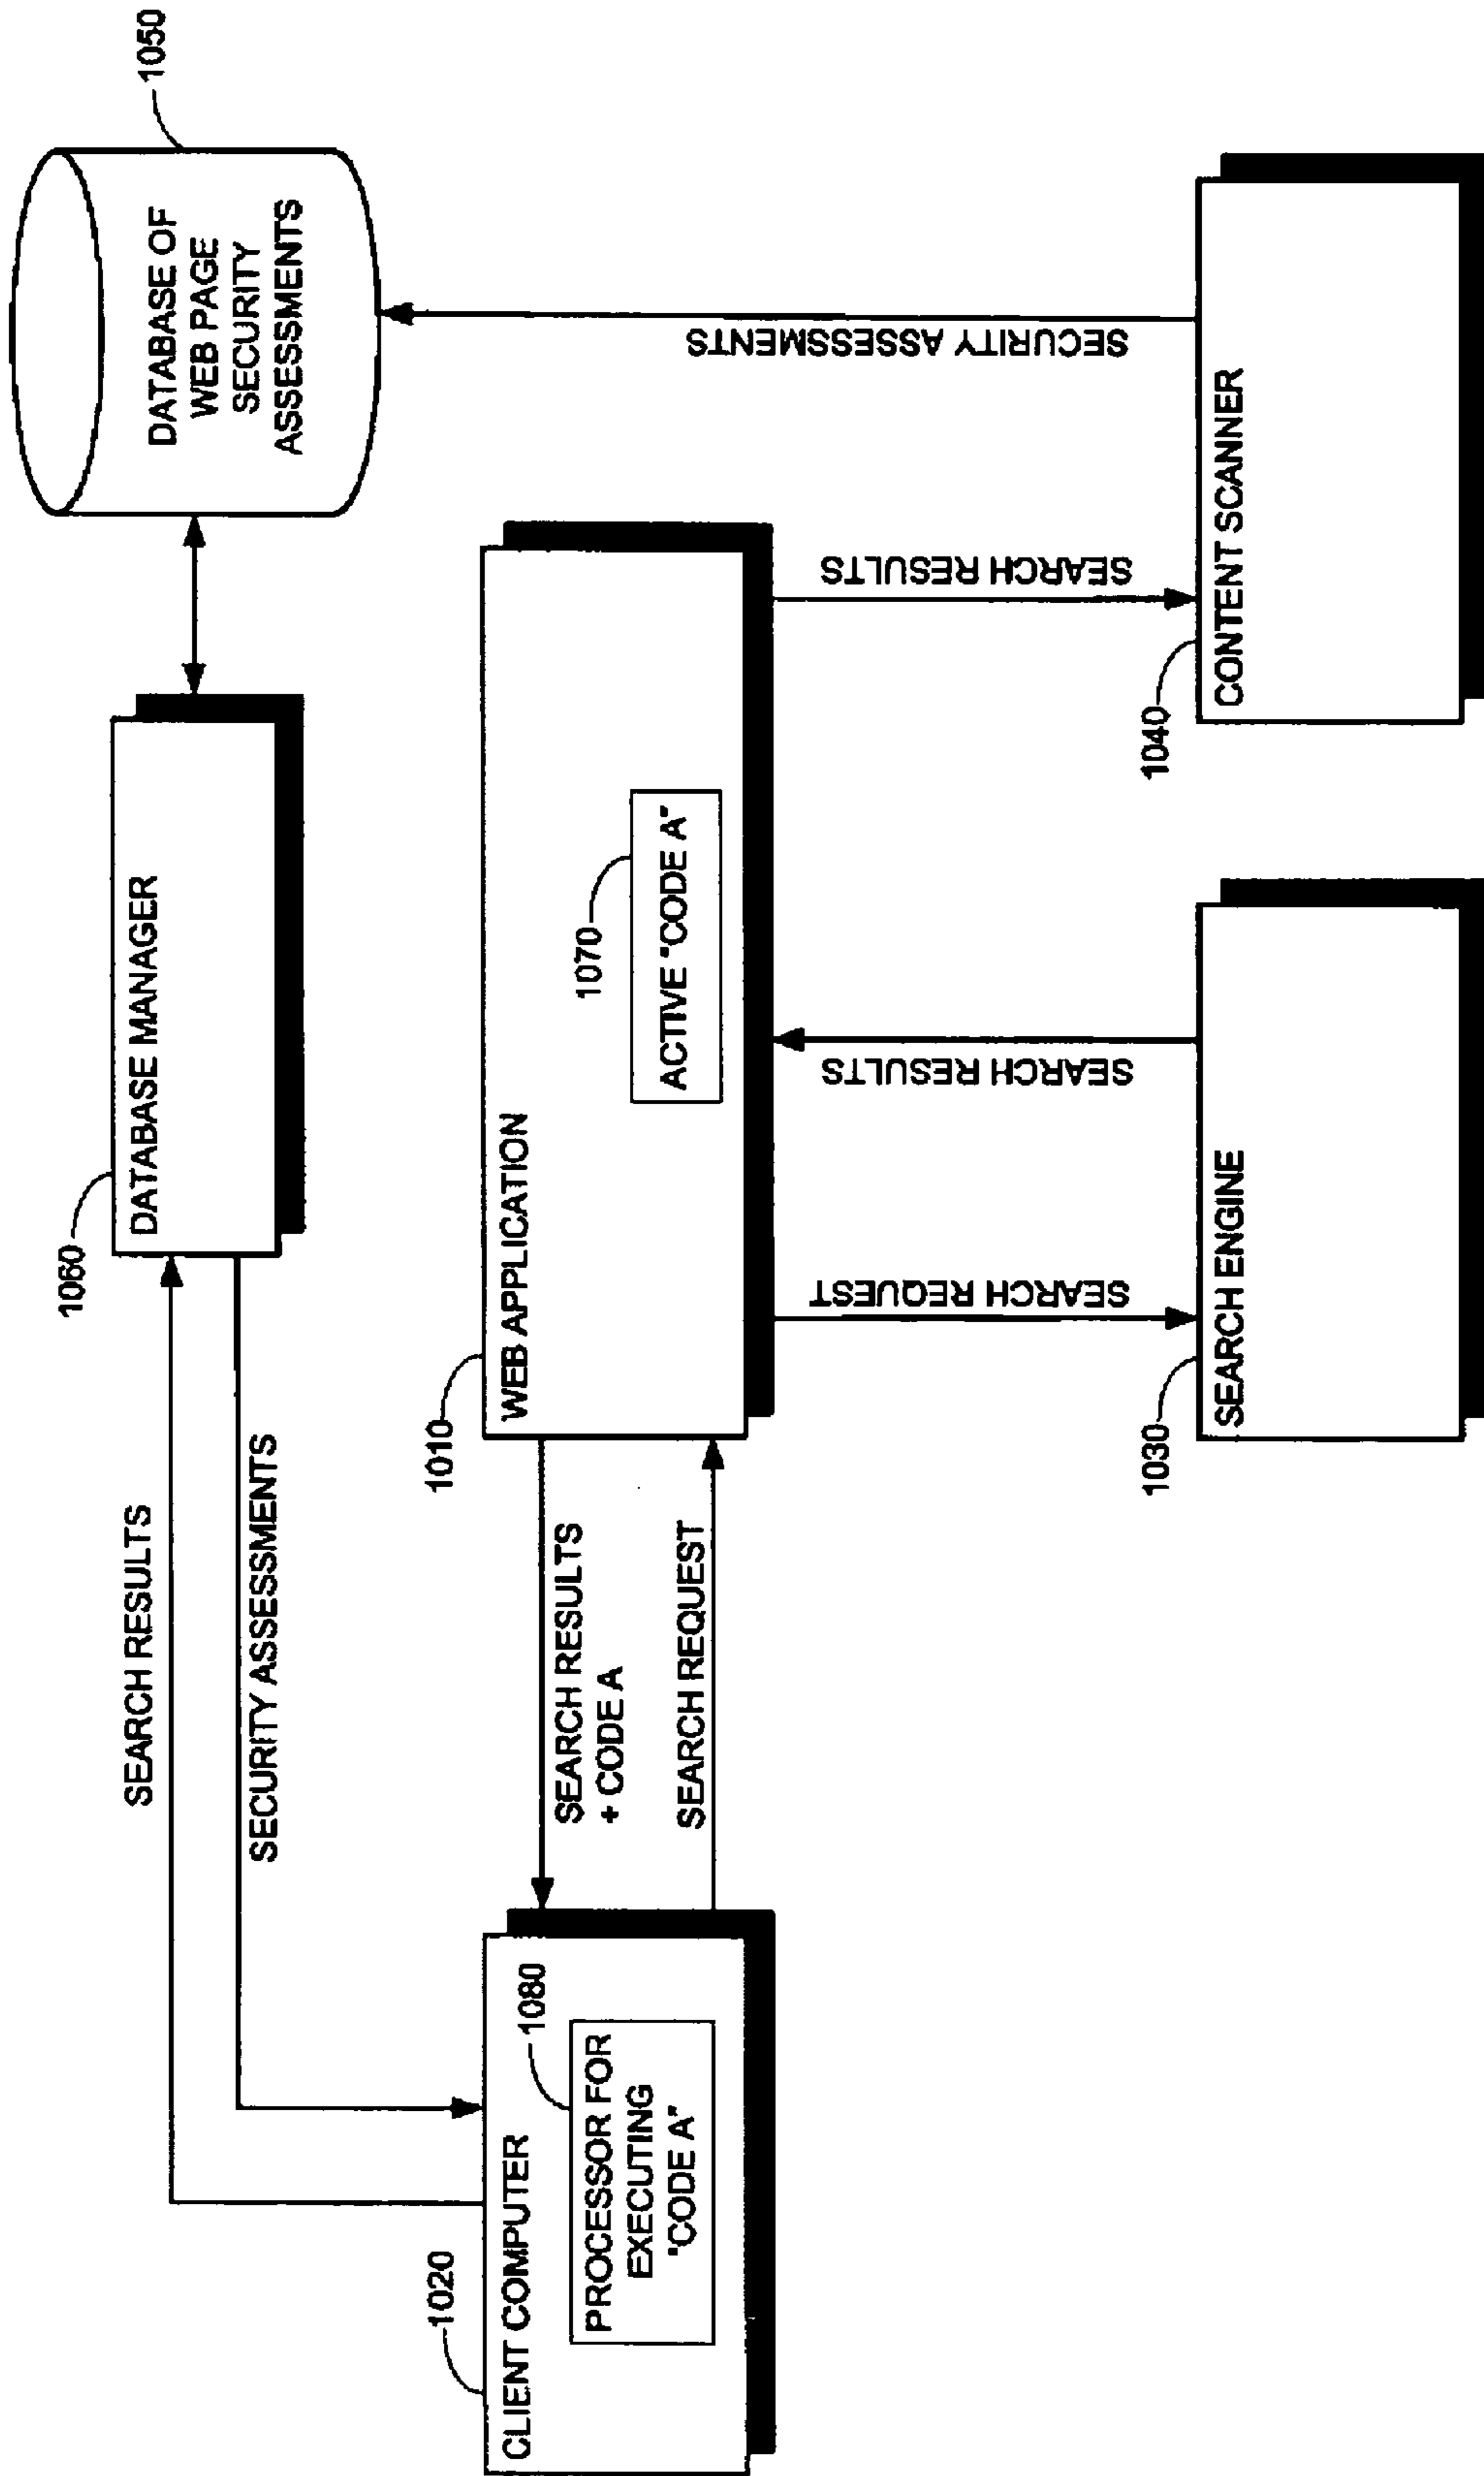 1050
DATABASE OF
WEB PAGE
SECURITY
ASSESSMENTS
1060
DATABASE MANAGER
SEARCH RESULTS
SECURITY ASSESSMENTS
1020
CLIENT COMPUTER
1080
PROCESSOR FOR
EXECUTING
"CODE A"
SEARCH RESULTS
+ CODE A
SEARCH REQUEST
1010
WEB APPLICATION
1070
ACTIVE "CODE A"
SECURITY ASSESSMENTS
SEARCH REQUEST
SEARCH RESULTS
SEARCH RESULTS
1030
SEARCH ENGINE
1040
CONTENT SCANNER